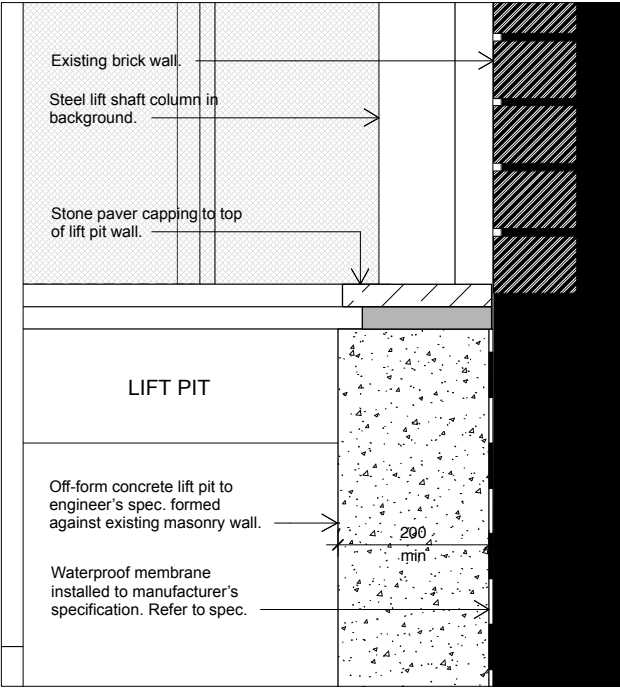 Existing brick wall.
Steel lift shaft column in
background.
Stone paver capping to top
of lift pit wall.
LIFT PIT
Off-form concrete lift pit to
engineer's spec. formed
against existing masonry wall.
200
min
Waterproof membrane
installed to manufacturer's
specification. Refer to spec.